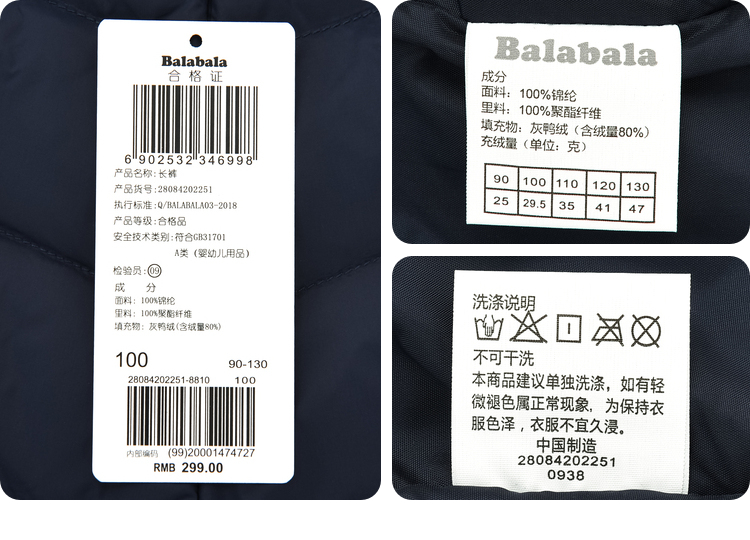 Balabala
合格证
6 902532 346998
产品名称:长裤
产品货号:28084202251
执行标准:Q/BALABALA03-2018
产品等级:合格品
安全技术类别:符合GB31701
A类（婴幼儿用品）
检验员:09
成 分
面料: 100%锦纶
里料: 100%聚酯纤维
填充物: 灰鸭绒(含绒量80%)
100 90-130
28084202251-8810 100
内部编码 (99)20001474727
RMB 299.00
Balabala
成分
面料：100%锦纶
里料：100%聚酯纤维
填充物：灰鸭绒（含绒量80%）
充绒量（单位：克）
90 100 110 120 130
25 29.5 35 41 47
洗涤说明
不可干洗
本商品建议单独洗涤，如有轻
微褪色属正常现象，为保持衣
服色泽，衣服不宜久浸。
中国制造
28084202251
0938